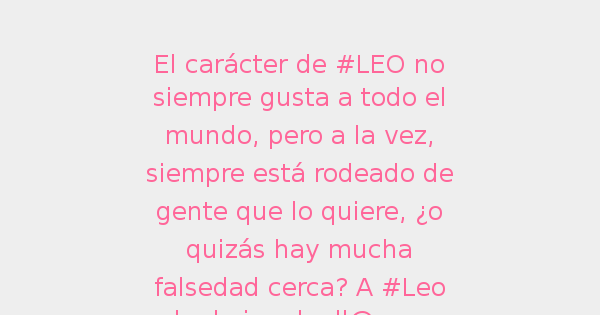 El carácter de #LEO no
siempre gusta a todo el
mundo, pero a la vez,
siempre está rodeado de
gente que lo quiere, ¿o
quizás hay mucha
falsedad cerca? A #Leo